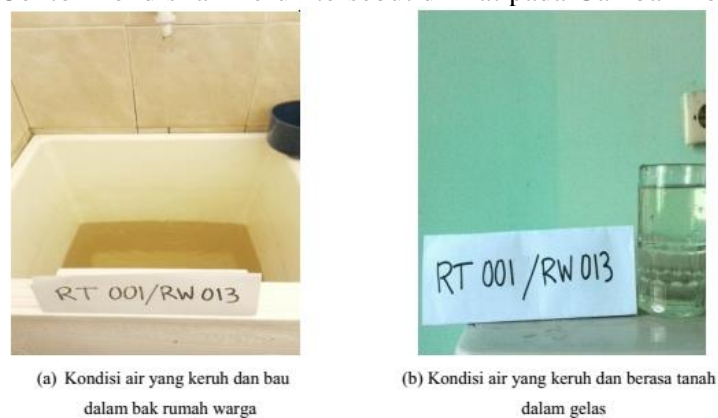 RT 001/RW 013
RT 001/RW 013
(a) Kondisi air yang keruh dan bau
dalam bak rumah warga
(b) Kondisi air yang keruh dan berasa tanah
dalam gelas